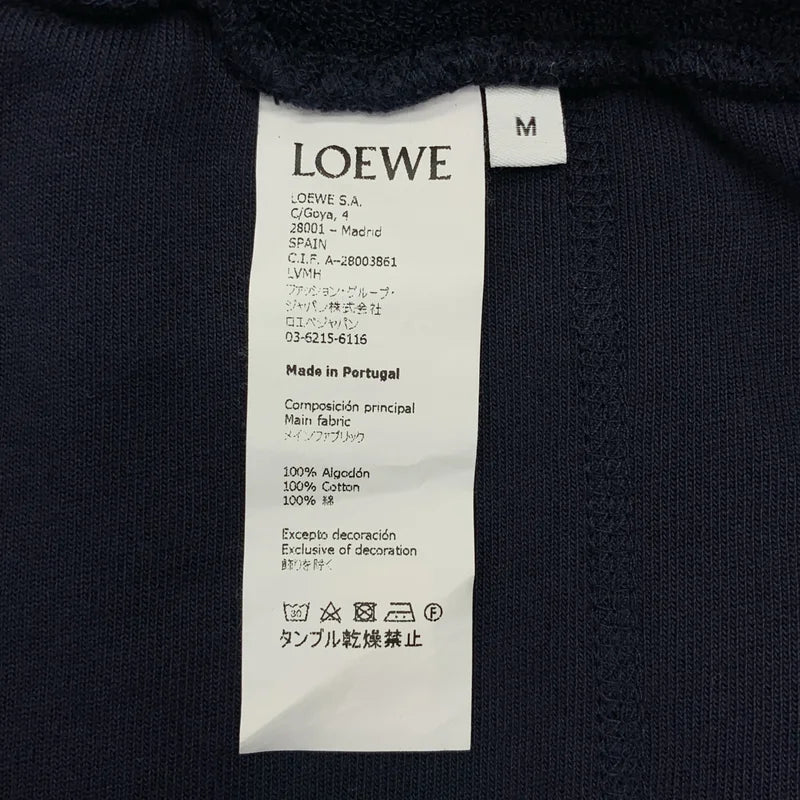 LOEWE
M
LOEWE S.A.
C/Goya, 4
28001 – Madrid
SPAIN
C.I.F. A-28003861
LVMH
ファッション・グループ・
ジャパン株式会社
ロエベジャパン
03-6215-6116
Made in Portugal
Composición principal
Main fabric
メインファブリック
100% Algodón
100% Cotton
100% 綿
Excepto decoración
Exclusive of decoration
飾りを除く
30
F
タンブル乾燥禁止